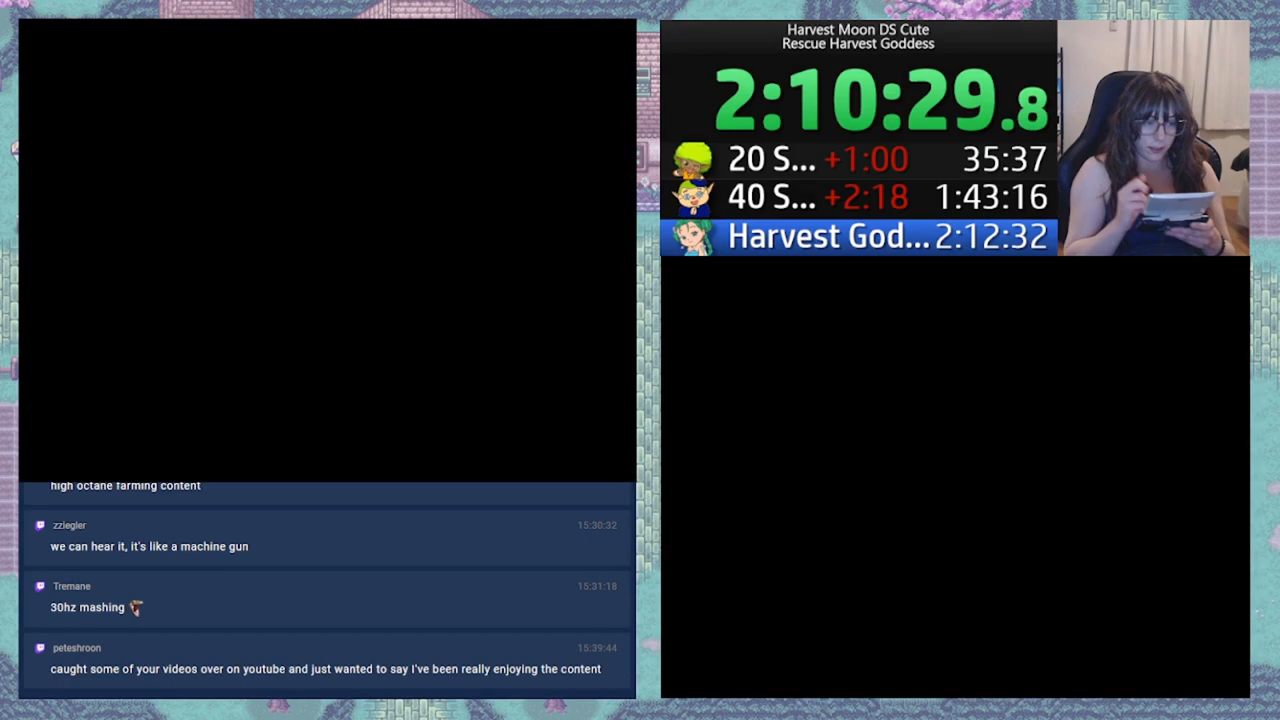 Harvest Moon DS Cute
Rescue Harvest Goddess
2:10:29.8
20 S... +1:00 35:37
40 S... +2:18 1:43:16
Harvest God... 2:12:32
high octane farming content
zziegler 15:30:32
we can hear it, it's like a machine gun
Tremane 15:31:18
30hz mashing
peteshroon 15:39:44
caught some of your videos over on youtube and just wanted to say I've been really enjoying the content